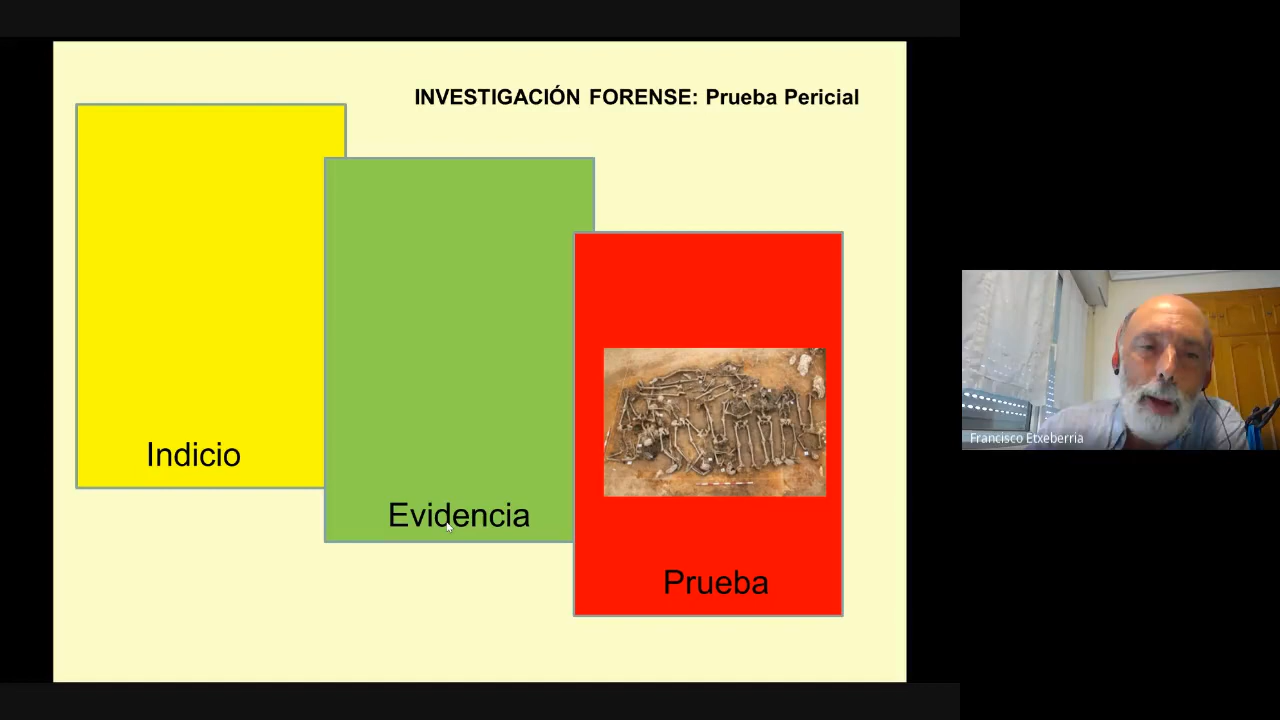 INVESTIGACIÓN FORENSE: Prueba Pericial
Indicio
Evidencia
Prueba
Francisco Etxeberria